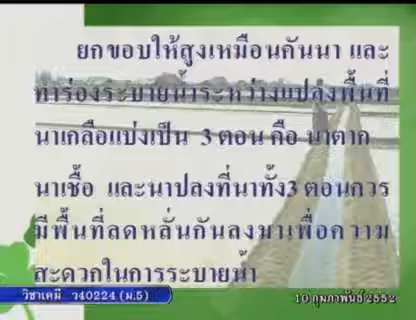 ยกขอบให้สูงเหมือนคันนา และ
ทำร่องระบายน้ำระหว่างแปลงพื้นที่
นาเกลือแบ่งเป็น 3 ตอน คือ นาตาก
นาเชื้อ และนาปลงที่นาทั้ง3 ตอนควร
มีพื้นที่ลดหลั่นกันลงมาเพื่อความ
สะดวกในการระบายน้ำ
วิชาเคมี ว40224 (ม.5)
10 กุมภาพันธ์ 2552